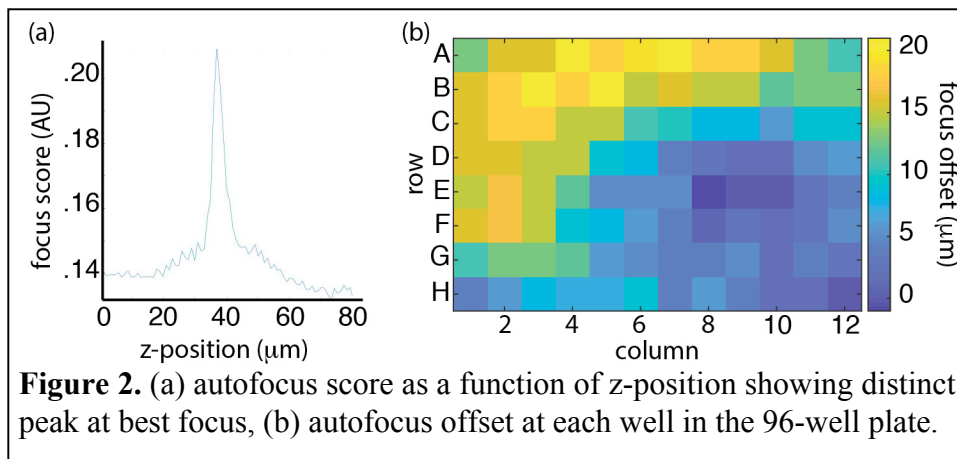 (a)
.20
.18
.16
.14
focus score (AU)
0 20 40 60 80
z-position (μm)
(b)
A
B
C
D
E
F
G
H
row
2 4 6 8 10 12
column
20
15
10
5
0
focus offset (μm)
Figure 2. (a) autofocus score as a function of z-position showing distinct
peak at best focus, (b) autofocus offset at each well in the 96-well plate.